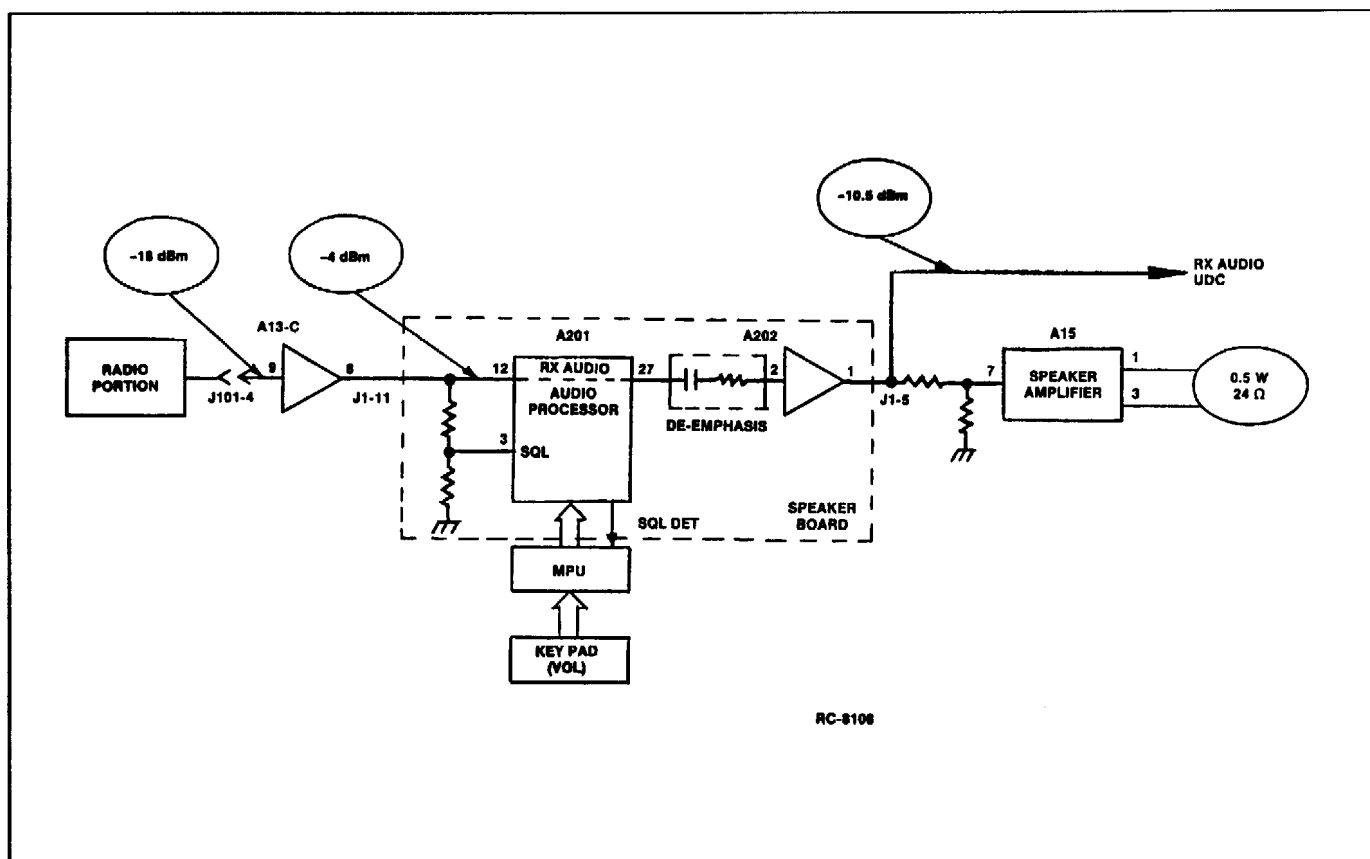 -18 dBm
-4 dBm
-10.5 dBm
RX AUDIO
UDC
A13-C
A201
A202
A15
RADIO
PORTION
J101-4
9
8
J1-11
12
RX AUDIO
AUDIO
PROCESSOR
27
3
SQL
DE-EMPHASIS
2
1
J1-5
7
SPEAKER
AMPLIFIER
1
3
0.5 W
24 Ω
SPEAKER
BOARD
SQL DET
MPU
KEY PAD
(VOL)
RC-8108